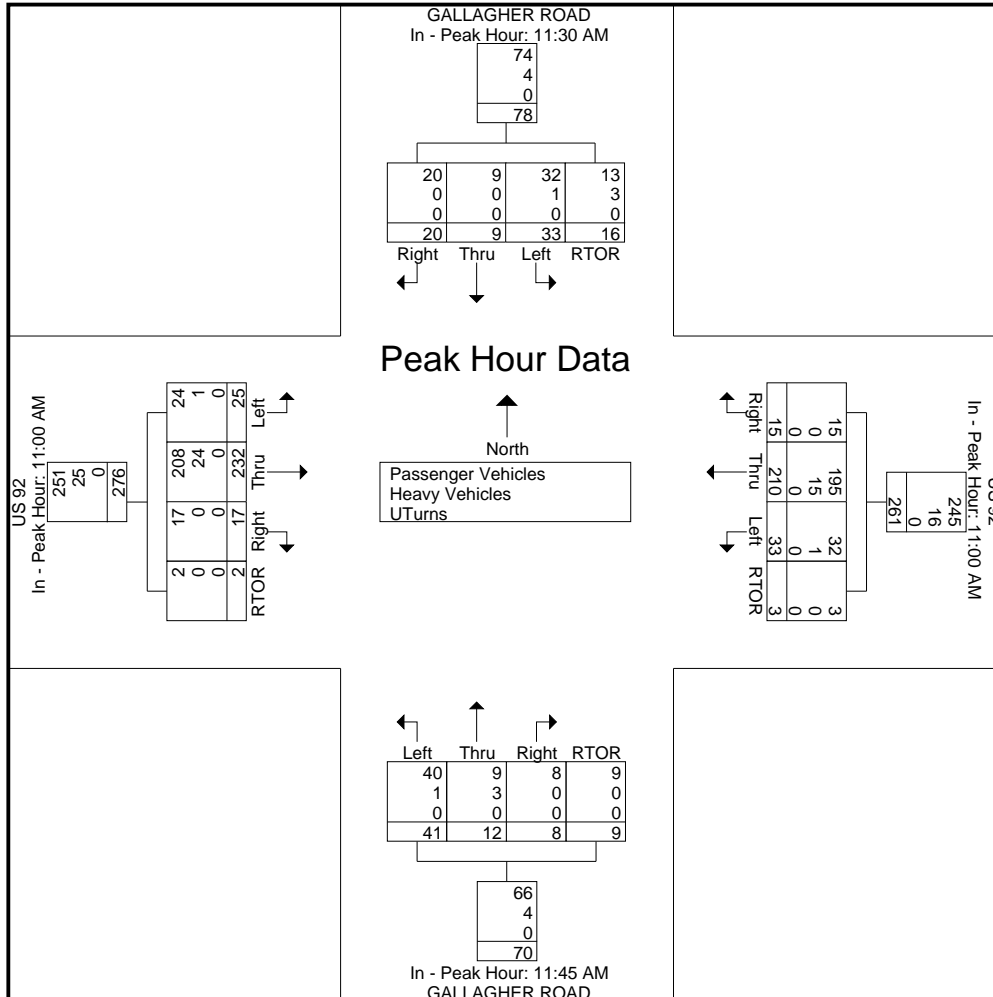 GALLAGHER ROAD
In - Peak Hour: 11:30 AM
74
4
0
78
20 9 32 13
0 0 1 3
0 0 0 0
20 9 33 16
Right Thru Left RTOR
Peak Hour Data
North
Passenger Vehicles
Heavy Vehicles
UTurns
US 92
In - Peak Hour: 11:00 AM
251
25
0
276
24 1 0 25 Left
208 24 0 232 Thru
17 0 0 17 Right
2 0 0 2 RTOR
In - Peak Hour: 11:00 AM
245
16
0
261
Right 15 0 0 15
Thru 210 0 15 195
Left 33 0 1 32
RTOR 3 0 0 3
Left Thru Right RTOR
40 9 8 9
1 3 0 0
0 0 0 0
41 12 8 9
66
4
0
70
In - Peak Hour: 11:45 AM
GALLAGHER ROAD